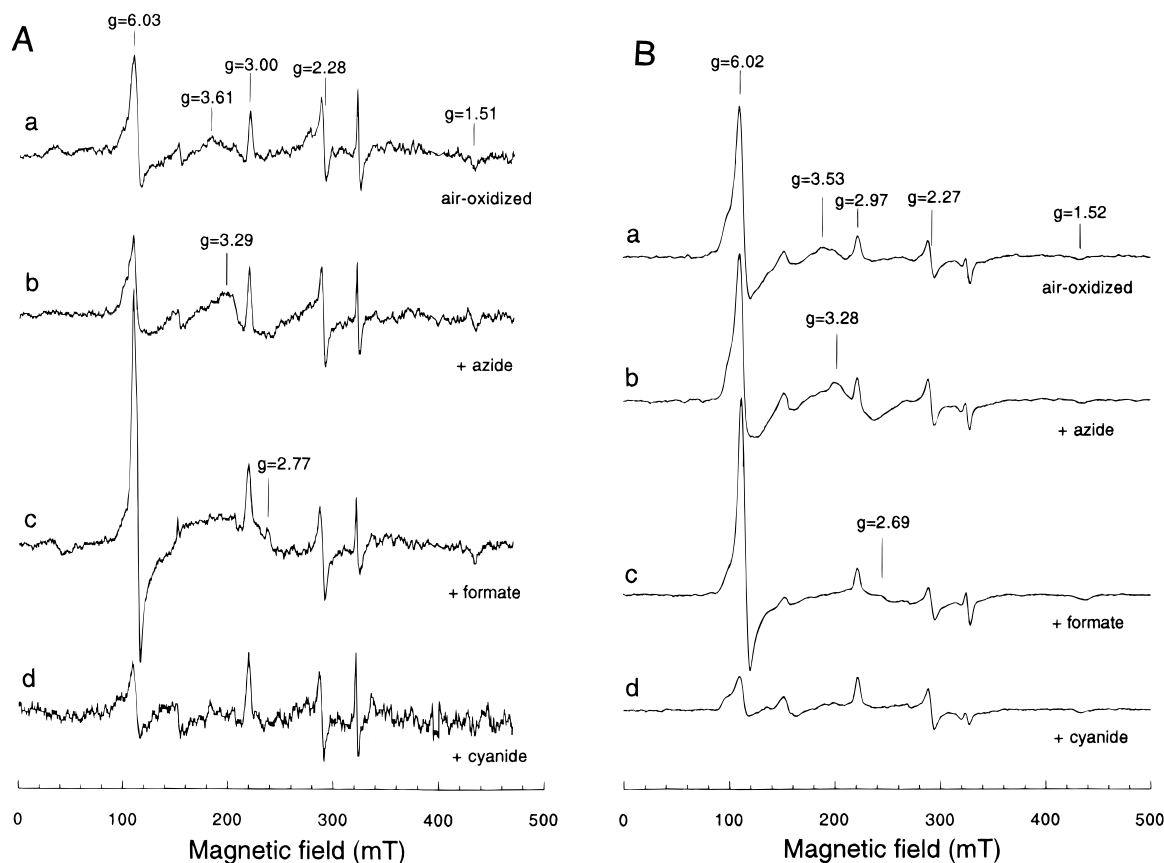 A
g=6.03
g=3.61
g=3.00
g=2.28
g=1.51
a
air-oxidized
g=3.29
b
+ azide
g=2.77
c
+ formate
d
+ cyanide
0 100 200 300 400 500
Magnetic field (mT)
B
g=6.02
g=3.53
g=2.97
g=2.27
g=1.52
a
air-oxidized
g=3.28
b
+ azide
g=2.69
c
+ formate
d
+ cyanide
0 100 200 300 400 500
Magnetic field (mT)